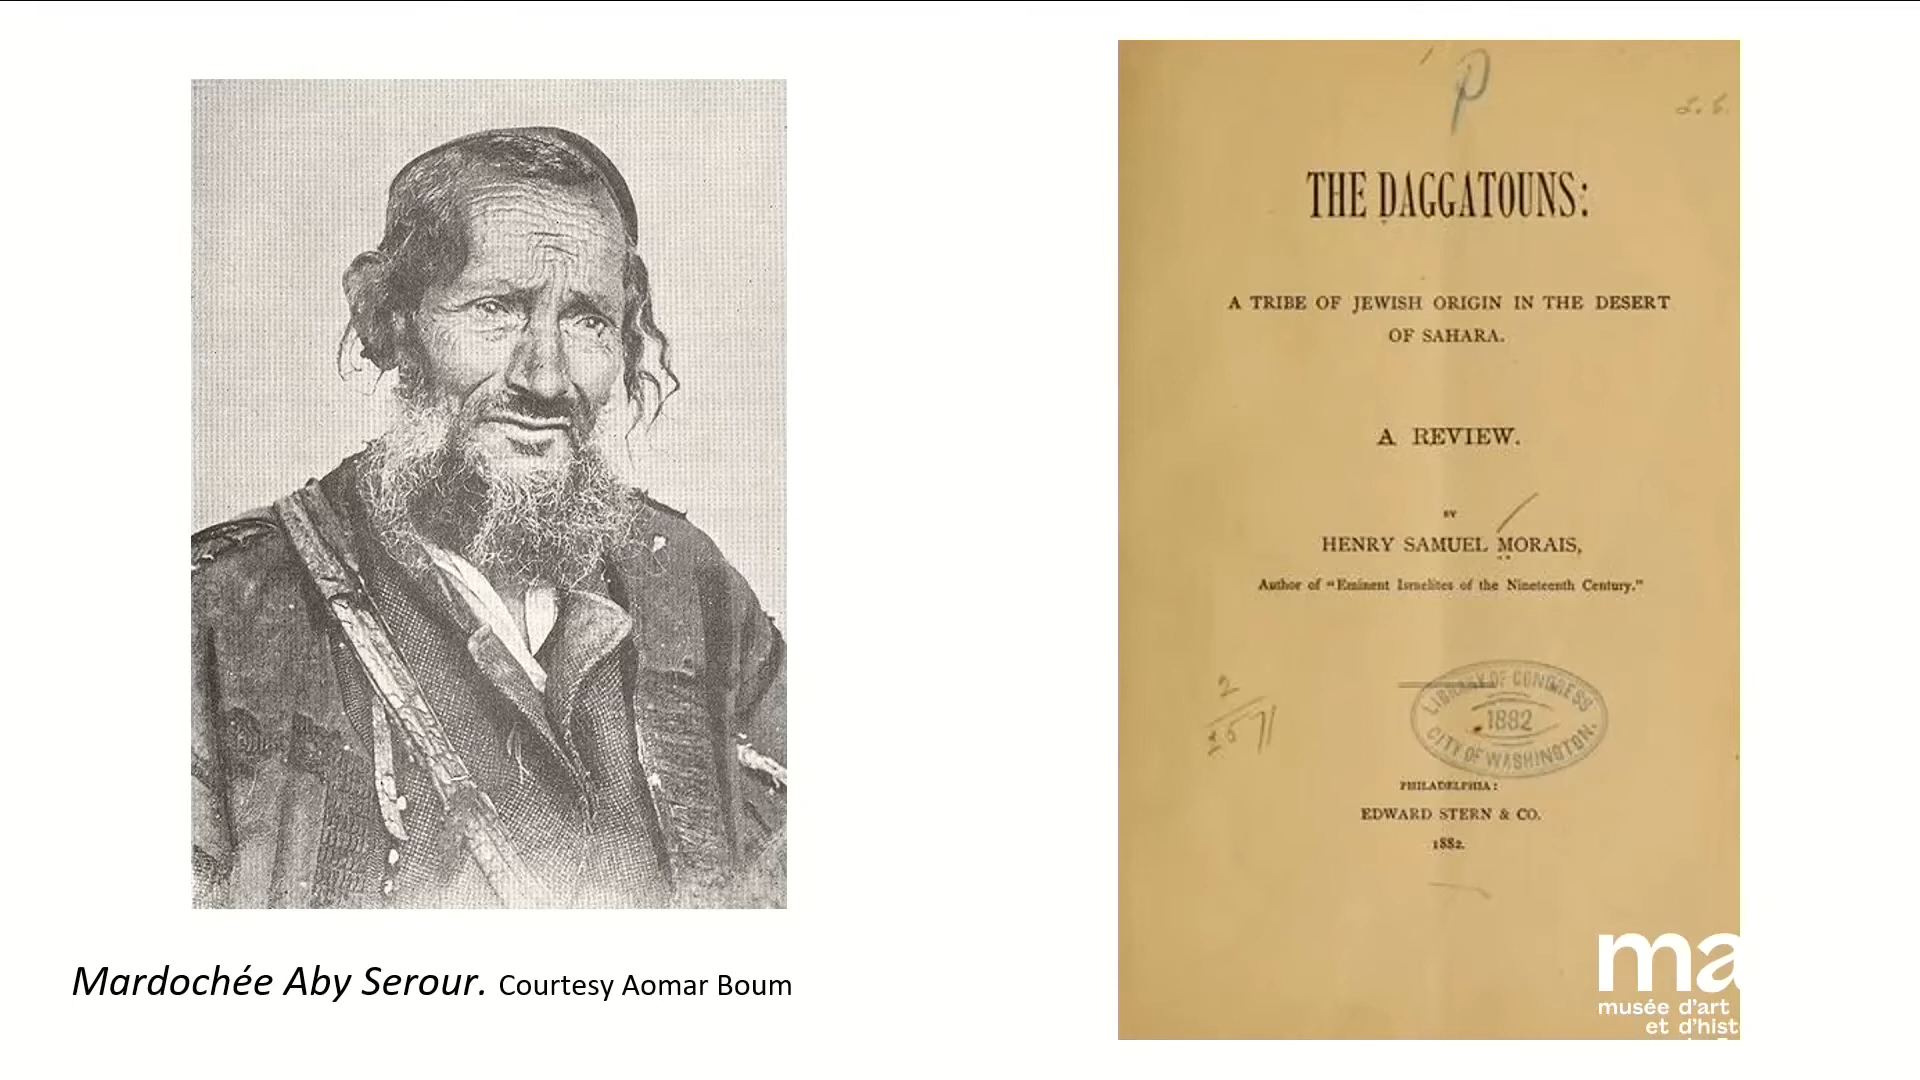 Mardochée Aby Serour. Courtesy Aomar Boum
P
THE DAGGATOUNS:
A TRIBE OF JEWISH ORIGIN IN THE DESERT
OF SAHARA.
A REVIEW.
BY
HENRY SAMUEL MORAIS,
Author of "Eminent Israelites of the Nineteenth Century."
LIBRARY OF CONGRESS
1882
CITY OF WASHINGTON.
PHILADELPHIA:
EDWARD STERN & CO.
1882.
ma
musée d'art
et d'hist